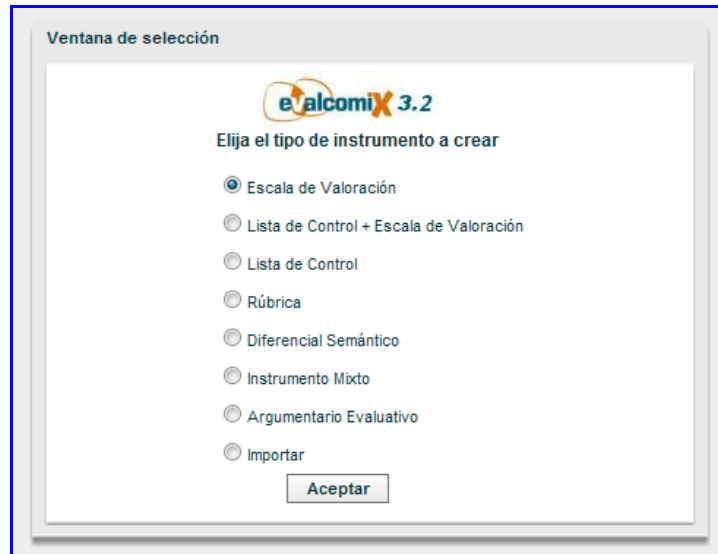 Ventana de selección
evalcomiX 3.2
Elija el tipo de instrumento a crear
Escala de Valoración
Lista de Control + Escala de Valoración
Lista de Control
Rúbrica
Diferencial Semántico
Instrumento Mixto
Argumentario Evaluativo
Importar
Aceptar